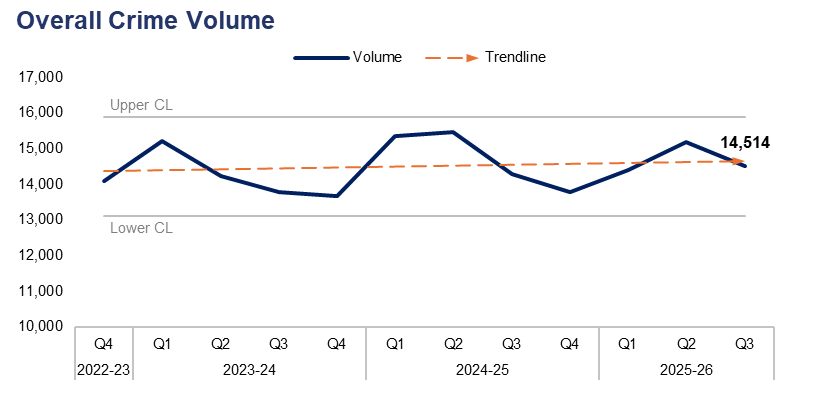 Overall Crime Volume
Volume Trendline
17,000
16,000
15,000
14,000
13,000
12,000
11,000
10,000
Upper CL
14,514
Lower CL
Q4 Q1 Q2 Q3 Q4 Q1 Q2 Q3 Q4 Q1 Q2 Q3
2022-23 2023-24 2024-25 2025-26